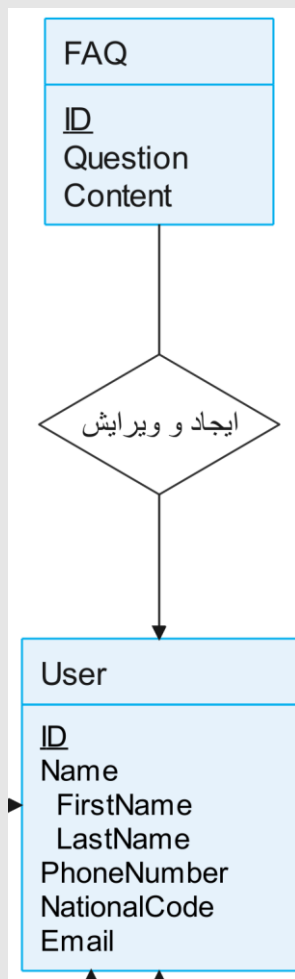 FAQ
ID
Question
Content
ایجاد و ویرایش
User
ID
Name
FirstName
LastName
PhoneNumber
NationalCode
Email